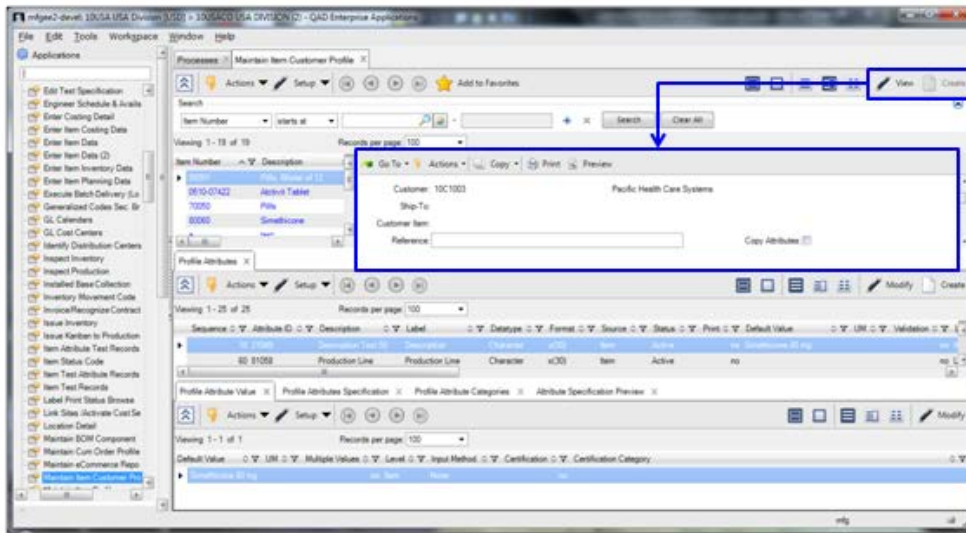 mfgee2-devel: 10USA USA Division [USD] > 10USACO USA DIVISION (2) - QAD Enterprise Applications
File Edit Tools Workspace Window Help
Applications
Edit Test Specification
Engineer Schedule & Availa
Enter Costing Detail
Enter Item Costing Data
Enter Item Data
Enter Item Data (2)
Enter Item Inventory Data
Enter Item Planning Data
Execute Batch Delivery (Lo
Generalized Codes Sec. Br
GL Calendars
GL Cost Centers
Identify Distribution Centers
Inspect Inventory
Inspect Production
Installed Base Collection
Inventory Movement Code
Invoice/Recognize Contract
Issue Inventory
Issue Kanban to Production
Item Attribute Test Records
Item Status Code
Item Test Attribute Records
Item Test Records
Label Print Status Browse
Link Sites /Activate Cust Se
Location Detail
Maintain BOM Component
Maintain Cum Order Profile
Maintain eCommerce Repo
Maintain Item Customer Pro
Processes Maintain Item Customer Profile
Actions Setup Add to Favorites View Create
Search
Item Number starts at Search Clear All
Viewing 1 - 18 of 19 Records per page: 100
Item Number Description
0510-07422 Activit Tablet
70050 Pills
80060 Simethicone
Go To Actions Copy Print Preview
Customer: 10C1003 Pacific Health Care Systems
Ship-To:
Customer Item:
Reference: Copy Attributes
Profile Attributes
Actions Setup Modify Create
Viewing 1 - 25 of 25 Records per page: 100
Sequence Attribute ID Description Label Datatype Format Source Status Print Default Value UM Validation
Description Character x(30) Item Active no Simethicone 80 mg
60 81058 Production Line Production Line Character x(30) Item Active no no
Profile Attribute Value Profile Attributes Specification Profile Attribute Categories Attribute Specification Preview
Actions Setup Modify
Viewing 1 - 1 of 1 Records per page: 100
Default Value UM Multiple Values Level Input Method Certification Certification Category
Simethicone 80 mg no Item None no
mfg